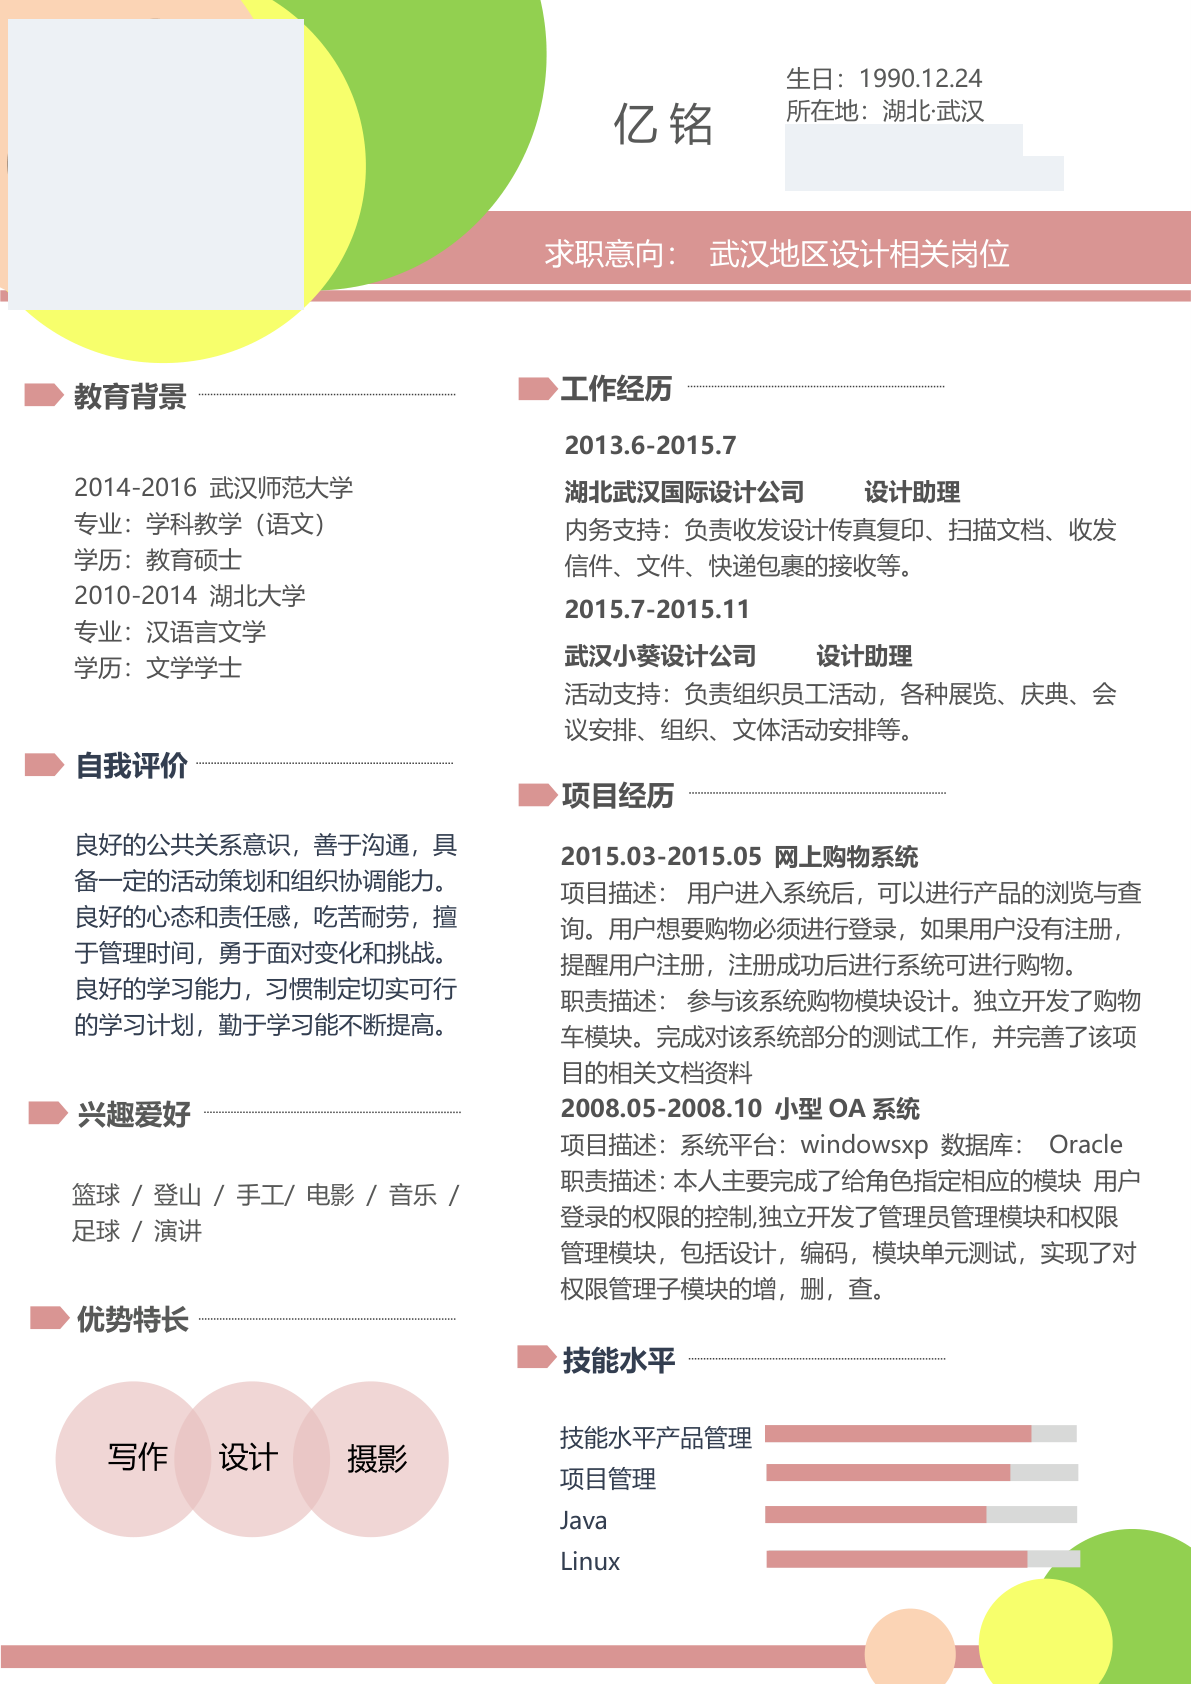 亿铭
生日：1990.12.24
所在地：湖北·武汉
求职意向： 武汉地区设计相关岗位
教育背景
2014-2016 武汉师范大学
专业：学科教学（语文）
学历：教育硕士
2010-2014 湖北大学
专业：汉语言文学
学历：文学学士
自我评价
良好的公共关系意识，善于沟通，具
备一定的活动策划和组织协调能力。
良好的心态和责任感，吃苦耐劳，擅
于管理时间，勇于面对变化和挑战。
良好的学习能力，习惯制定切实可行
的学习计划，勤于学习能不断提高。
兴趣爱好
篮球 / 登山 / 手工/ 电影 / 音乐 /
足球 / 演讲
优势特长
写作 设计 摄影
工作经历
2013.6-2015.7
湖北武汉国际设计公司 设计助理
内务支持：负责收发设计传真复印、扫描文档、收发
信件、文件、快递包裹的接收等。
2015.7-2015.11
武汉小葵设计公司 设计助理
活动支持：负责组织员工活动，各种展览、庆典、会
议安排、组织、文体活动安排等。
项目经历
2015.03-2015.05 网上购物系统
项目描述： 用户进入系统后，可以进行产品的浏览与查
询。用户想要购物必须进行登录，如果用户没有注册，
提醒用户注册，注册成功后进行系统可进行购物。
职责描述： 参与该系统购物模块设计。独立开发了购物
车模块。完成对该系统部分的测试工作，并完善了该项
目的相关文档资料
2008.05-2008.10 小型 OA 系统
项目描述：系统平台：windowsxp 数据库： Oracle
职责描述：本人主要完成了给角色指定相应的模块 用户
登录的权限的控制,独立开发了管理员管理模块和权限
管理模块，包括设计，编码，模块单元测试，实现了对
权限管理子模块的增，删，查。
技能水平
技能水平产品管理
项目管理
Java
Linux